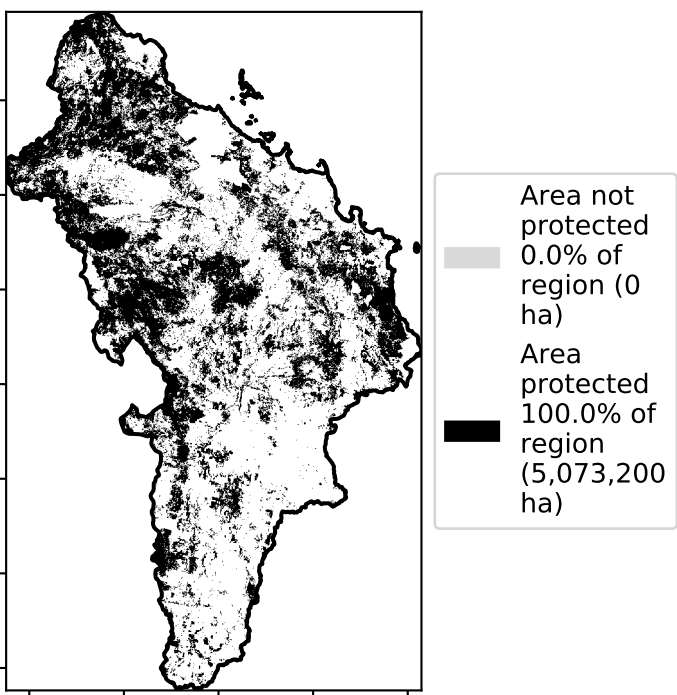 Area not
protected
0.0% of
region (0
ha)
Area
protected
100.0% of
region
(5,073,200
ha)